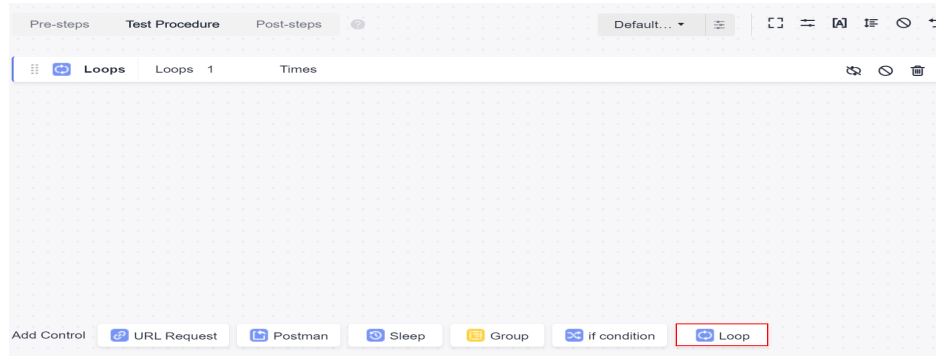 Pre-steps Test Procedure Post-steps ? Default... [A]
Loops Loops 1 Times
Add Control URL Request Postman Sleep Group if condition Loop